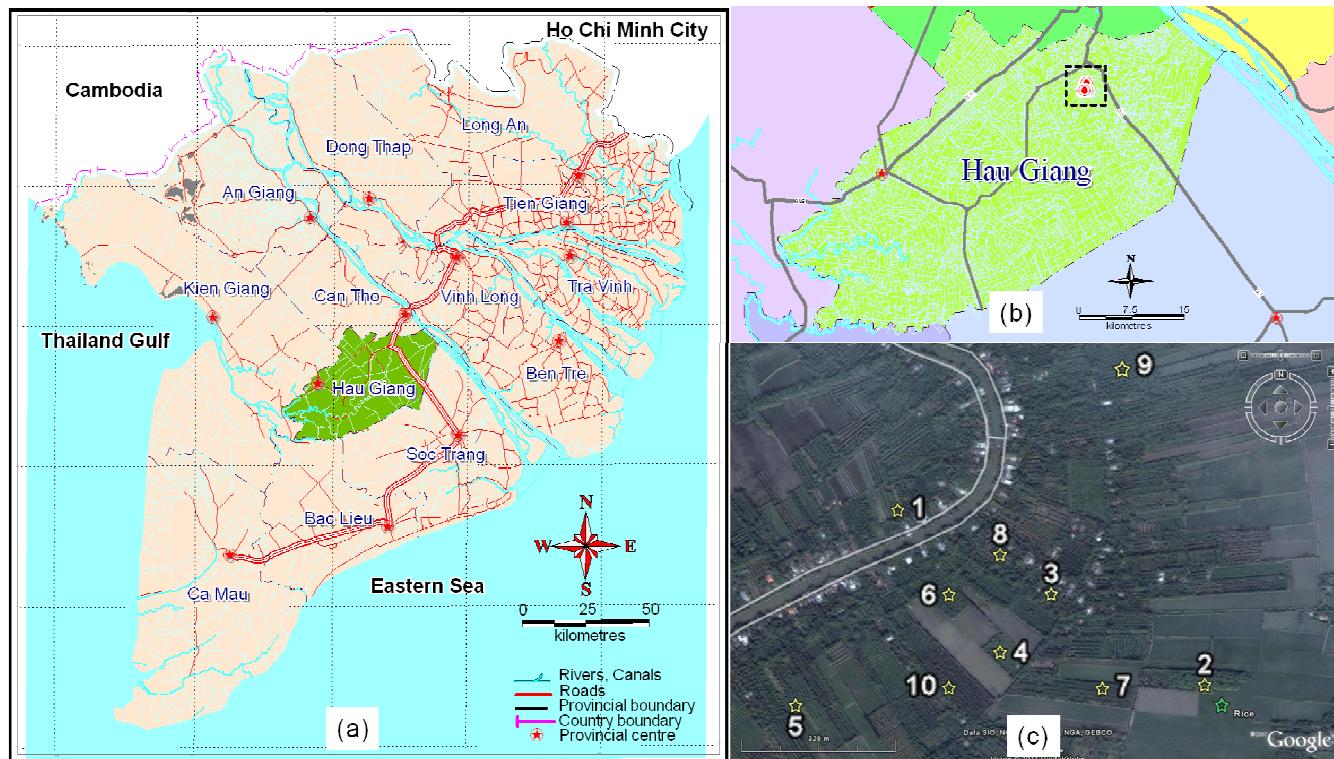 Ho Chi Minh City
Cambodia
Long An
Dong Thap
An Giang
Tien Giang
Kien Giang
Can Tho
Vinh Long
Tra Vinh
Thailand Gulf
Hau Giang
Ben Tre
Soc Trang
Bac Lieu
Eastern Sea
Ca Mau
N
W E
S
0 25 50
kilometres
Rivers, Canals
Roads
Provincial boundary
Country boundary
Provincial centre
(a)
Hau Giang
N
0 7.5 15
kilometres
(b)
9
N
1
8
6
3
4
2
10
7
5
Rice
329 m
Google
(c)